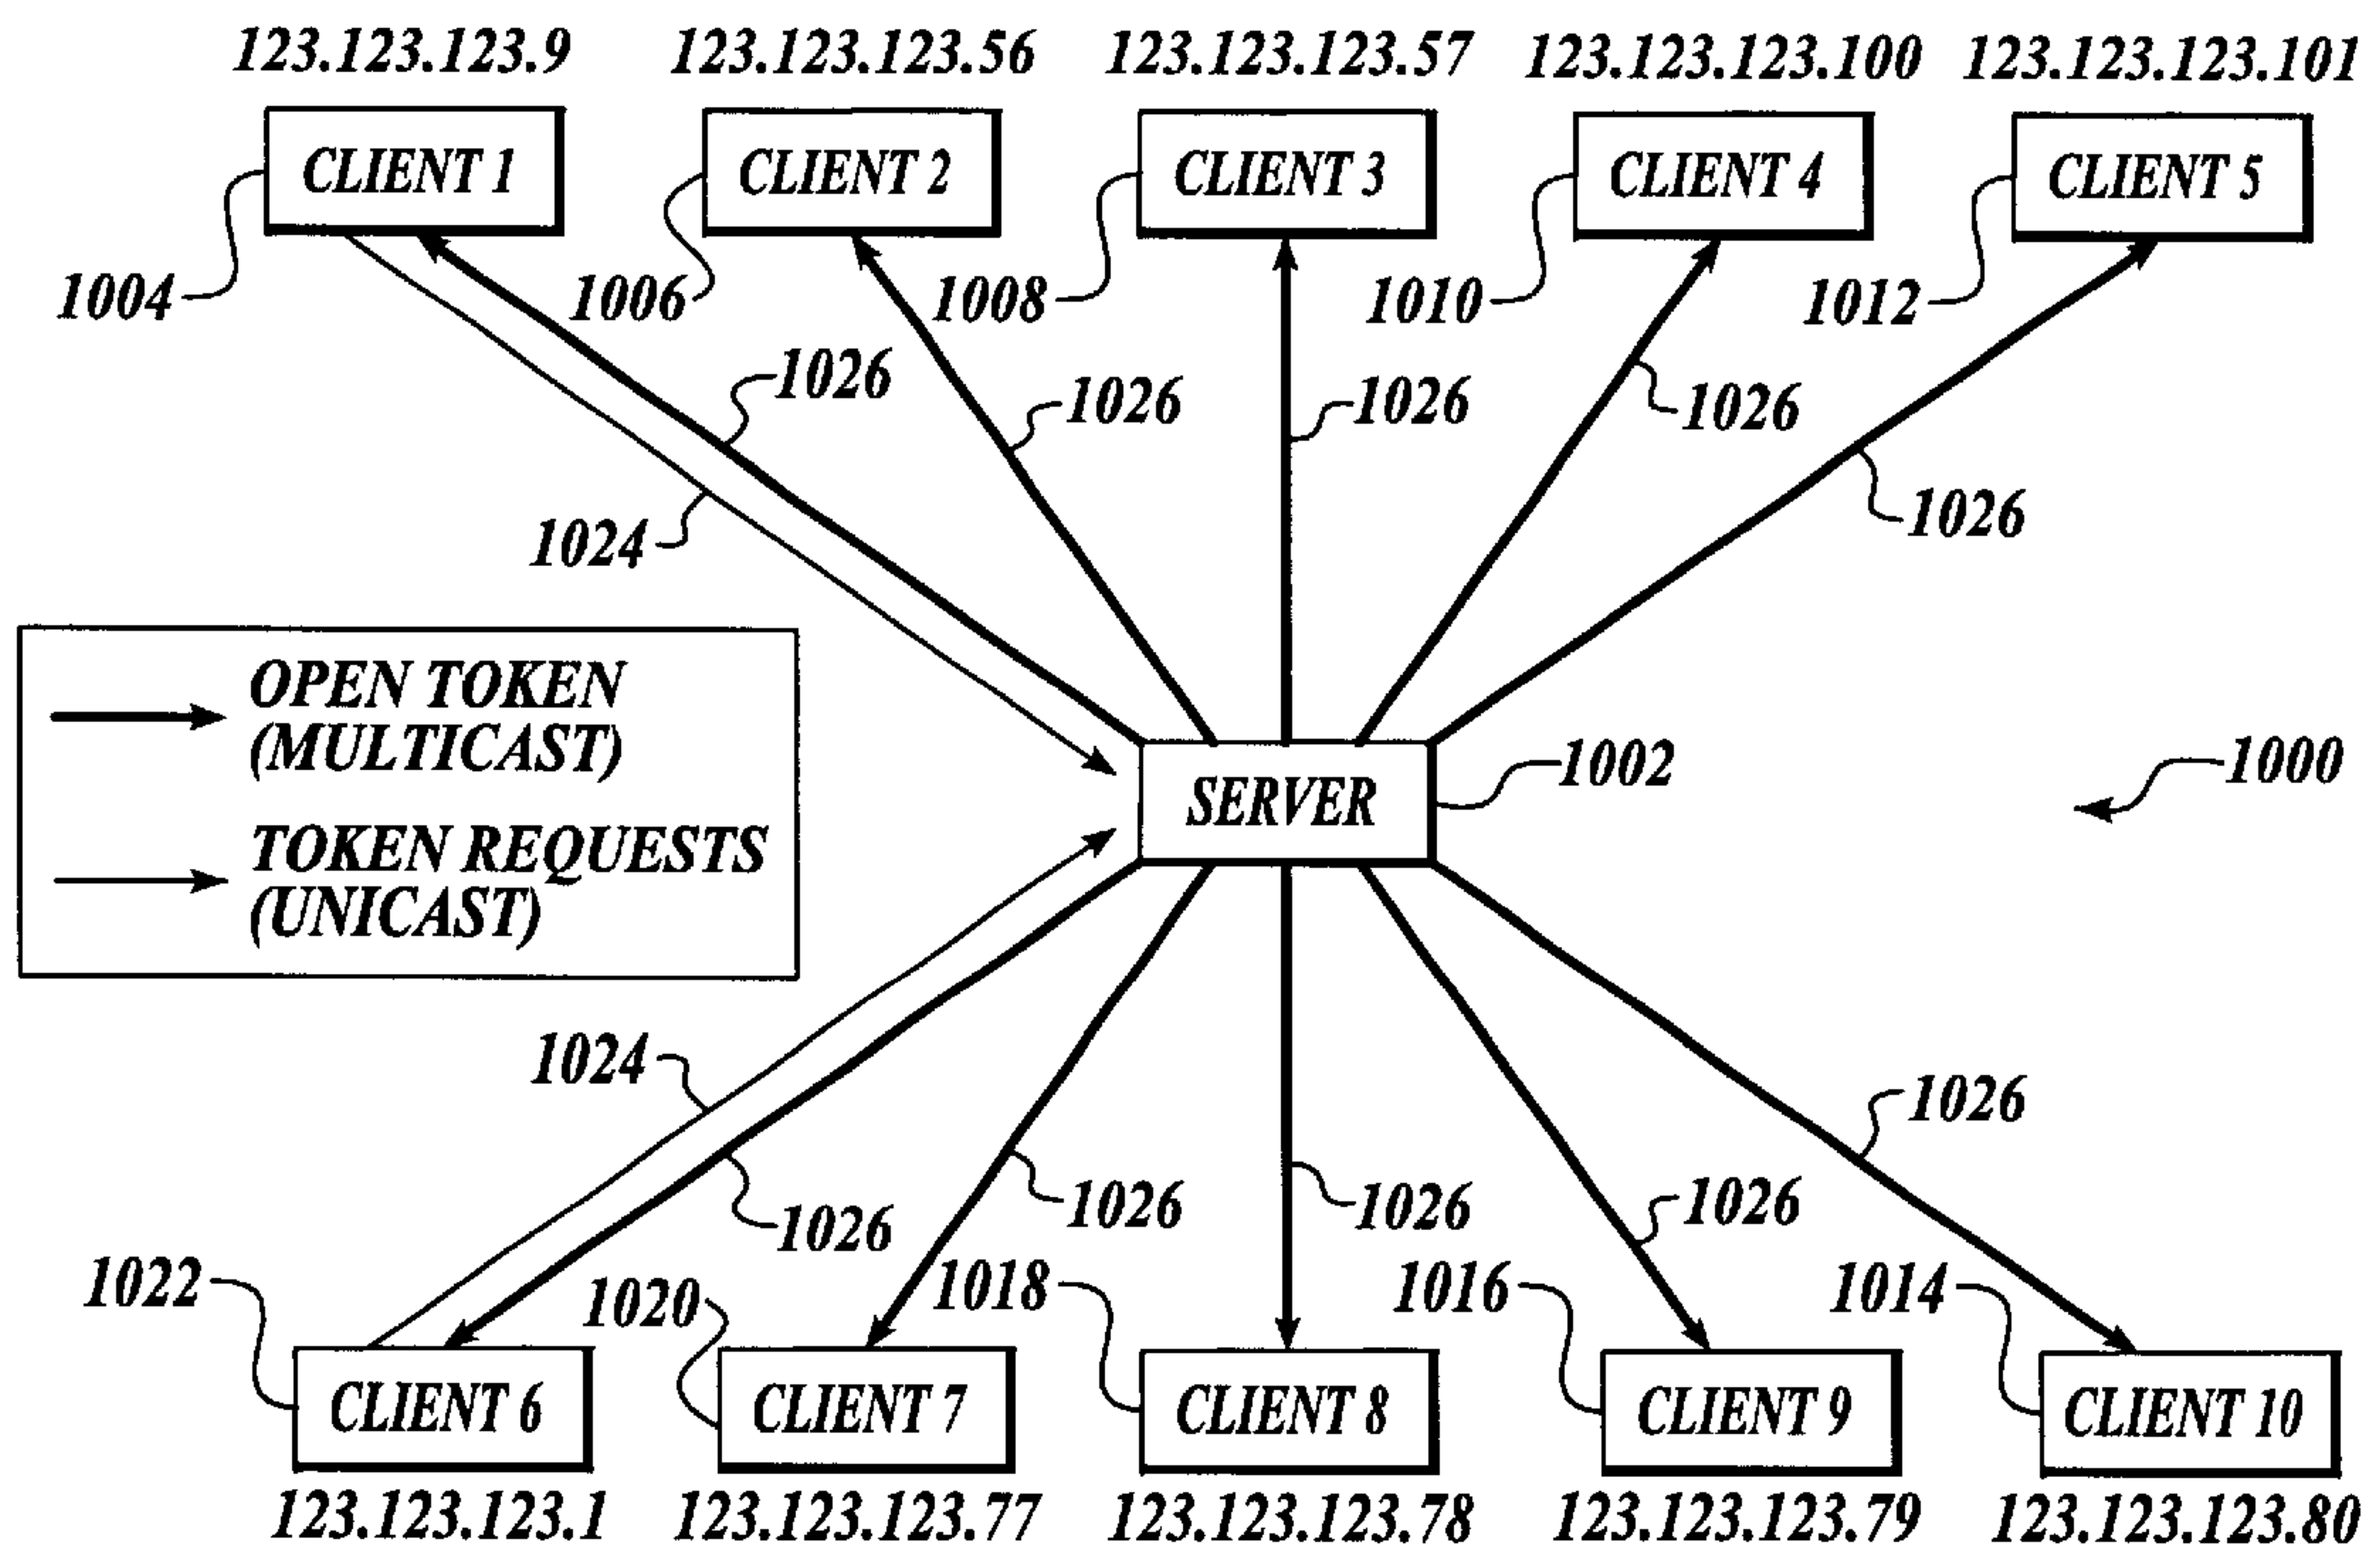 123.123.123.9 123.123.123.56 123.123.123.57 123.123.123.100 123.123.123.101
CLIENT 1 CLIENT 2 CLIENT 3 CLIENT 4 CLIENT 5
1004 1006 1008 1010 1012
1026 1026 1026 1026
1024 1026
OPEN TOKEN
(MULTICAST)
TOKEN REQUESTS
(UNICAST)
SERVER
1002
1000
1024 1026
1026 1026 1026 1026
1022 1020 1018 1016 1014
CLIENT 6 CLIENT 7 CLIENT 8 CLIENT 9 CLIENT 10
123.123.123.1 123.123.123.77 123.123.123.78 123.123.123.79 123.123.123.80